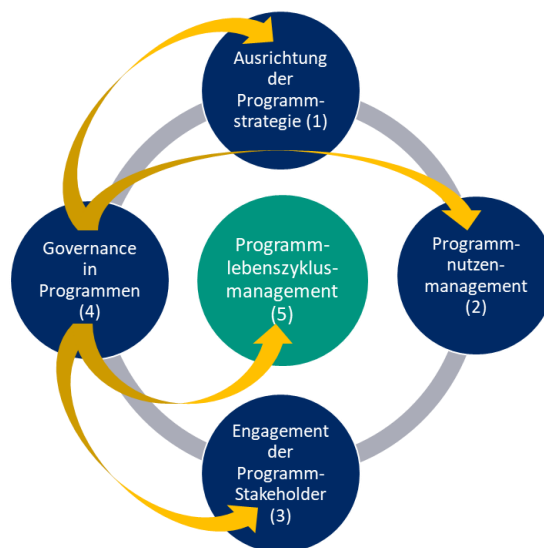 Ausrichtung
der
Programm-
strategie (1)
Governance
in
Programmen
(4)
Programm-
lebenszyklus-
management
(5)
Programm-
nutzen-
management
(2)
Engagement
der
Programm-
Stakeholder
(3)